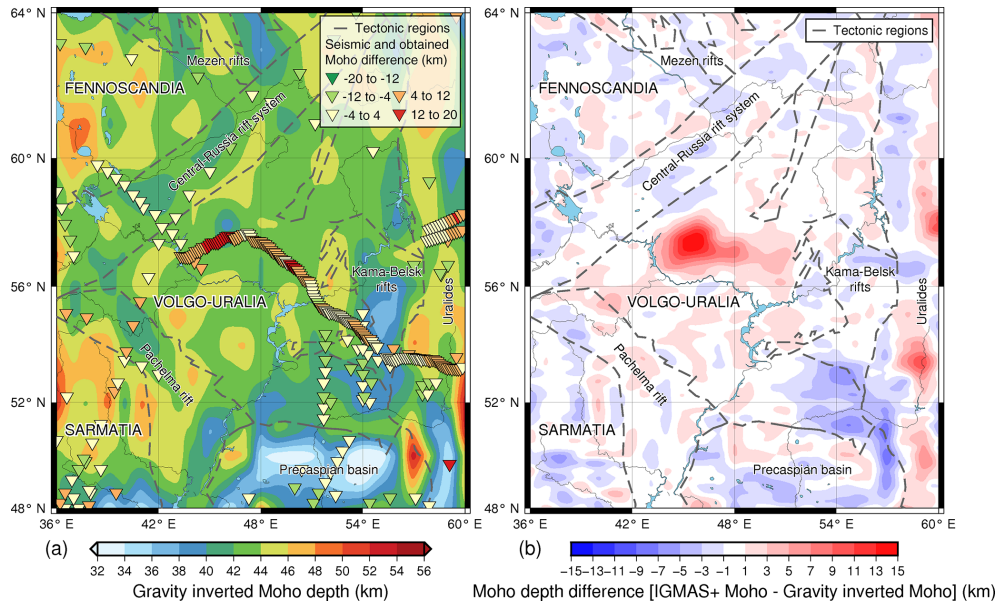 64° N
60° N
56° N
52° N
48° N
36 E
42
48
54
60 E
Tectonic regions
Seismic and obtained
Moho difference (km)
-20 to -12
-12 to -4
4 to 12
-4 to 4
12 to 20
Mezen rifts
FENNOSCANDIA
Central-Russia rift system
Kama-Belsk
rifts
VOLGO-URALIA
Uralides
Pachelma rift
SARMATIA
Precaspian basin
(a)
32 34 36 38 40 42 44 46 48 50 52 54 56
Gravity inverted Moho depth (km)
64° N
60° N
56° N
52° N
48° N
36 E
42
48
54
60 E
Tectonic regions
Mezen rifts
FENNOSCANDIA
Central-Russia rift system
Kama-Belsk
rifts
VOLGO-URALIA
Uralides
Pachelma rift
SARMATIA
Precaspian basin
(b)
−15 −13 −11 −9 −7 −5 −3 −1 1 3 5 7 9 11 13 15
Moho depth difference [IGMAS+ Moho - Gravity inverted Moho] (km)